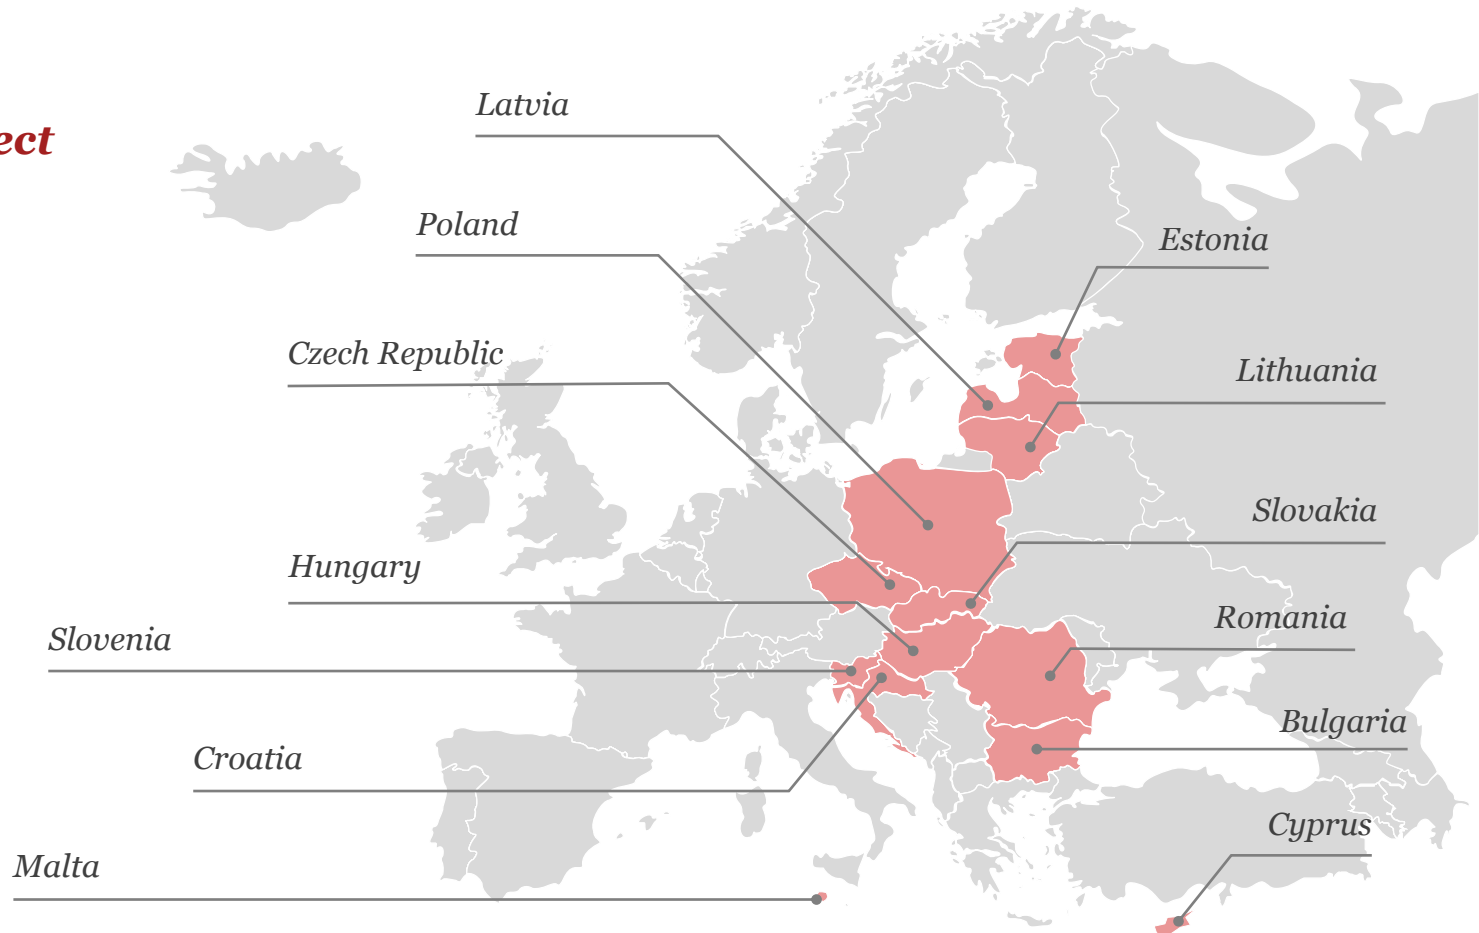 Latvia
ect
Poland
Estonia
Czech Republic
Lithuania
Slovakia
Hungary
Romania
Slovenia
Bulgaria
Croatia
Cyprus
Malta